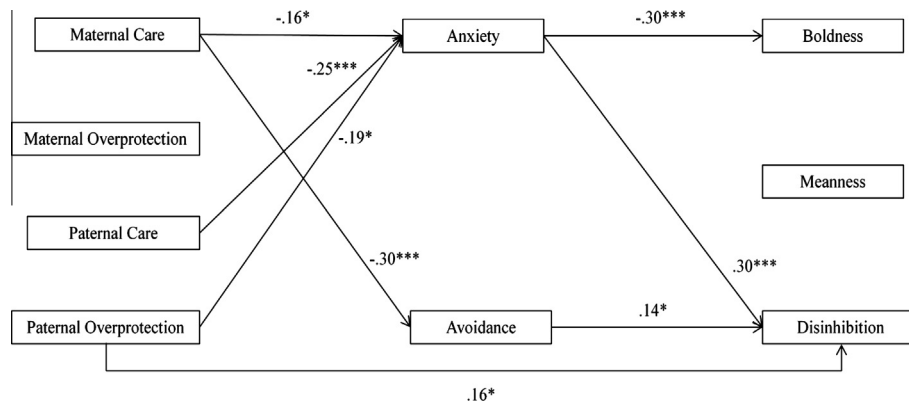 -.16*
-.30***
Maternal Care
Anxiety
Boldness
-.25***
Maternal Overprotection
-.19*
Meanness
Paternal Care
-.30***
.30***
Paternal Overprotection
Avoidance
.14*
Disinhibition
.16*